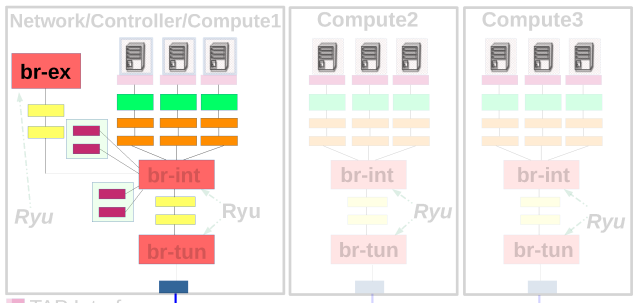 Network/Controller/Compute1
Compute2
Compute3
br-ex
br-int
br-int
br-int
Ryu
Ryu
Ryu
Ryu
br-tun
br-tun
br-tun
TAP